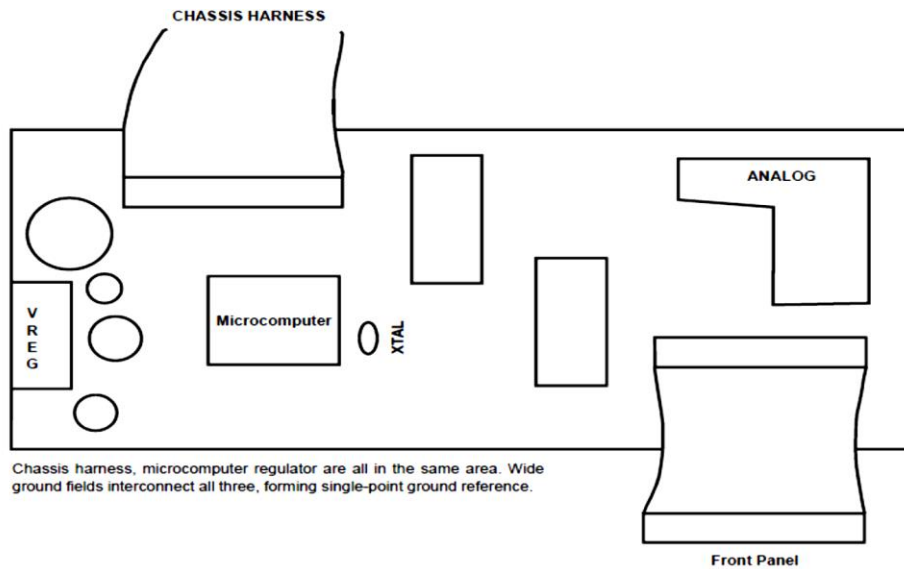 CHASSIS HARNESS
ANALOG
VREG
Microcomputer
XTAL
Chassis harness, microcomputer regulator are all in the same area. Wide
ground fields interconnect all three, forming single-point ground reference.
Front Panel